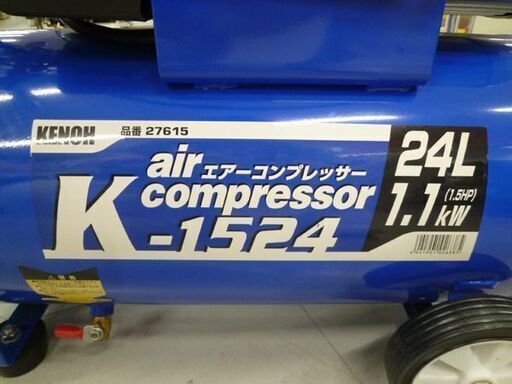 KENOH
品番 27615
air エアーコンプレッサー
compressor
K-1524
24L
(1.5HP)
1.1kW